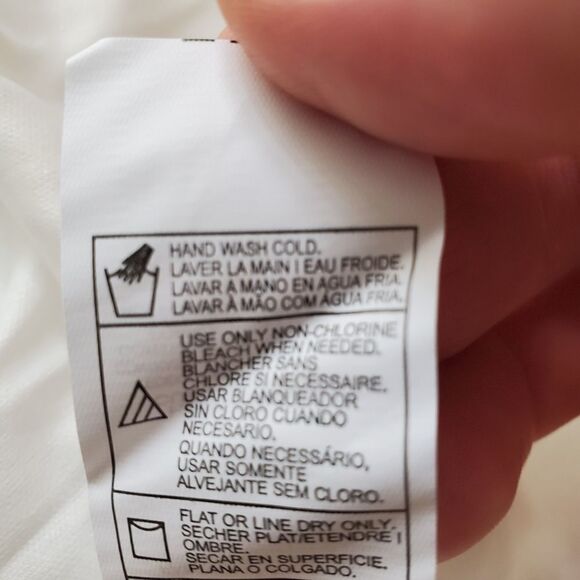 HAND WASH COLD.
LAVER LA MAIN I EAU FROIDE.
LAVAR A MANO EN AGUA FRIA.
LAVAR À MÃO COM ÁGUA FRIA.
USE ONLY NON-CHLORINE
BLEACH WHEN NEEDED.
BLANCHER SANS
CHLORE SI NECESSAIRE.
USAR BLANQUEADOR
SIN CLORO CUANDO
NECESARIO.
QUANDO NECESSÁRIO,
USAR SOMENTE
ALVEJANTE SEM CLORO.
FLAT OR LINE DRY ONLY.
SECHER PLAT/ETENDRE I
OMBRE.
SECAR EN SUPERFICIE
PLANA O COLGADO.